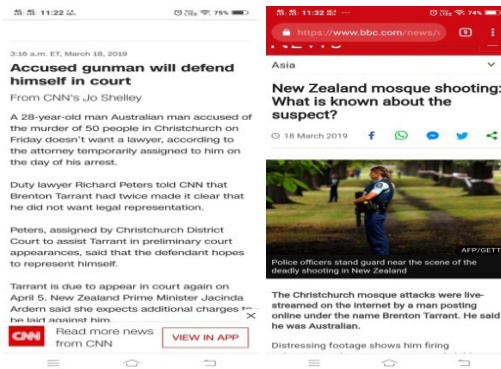 11:22
75%
3:16 a.m. ET, March 18, 2019
Accused gunman will defend
himself in court
From CNN's Jo Shelley
A 28-year-old man Australian man accused of
the murder of 50 people in Christchurch on
Friday doesn't want a lawyer, according to
the attorney temporarily assigned to him on
the day of his arrest.
Duty lawyer Richard Peters told CNN that
Brenton Tarrant had twice made it clear that
he did not want legal representation.
Peters, assigned by Christchurch District
Court to assist Tarrant in preliminary court
appearances, said that the defendant hopes
to represent himself.
Tarrant is due to appear in court again on
April 5. New Zealand Prime Minister Jacinda
Ardern said she expects additional charges to
be laid against him
CNN
Read more news
from CNN
VIEW IN APP
11:32
74%
https://www.bbc.com/news/
NEWS
Asia
New Zealand mosque shooting:
What is known about the
suspect?
18 March 2019
AFP/GETT
Police officers stand guard near the scene of the
deadly shooting in New Zealand
The Christchurch mosque attacks were live-
streamed on the internet by a man posting
online under the name Brenton Tarrant. He said
he was Australian.
Distressing footage shows him firing